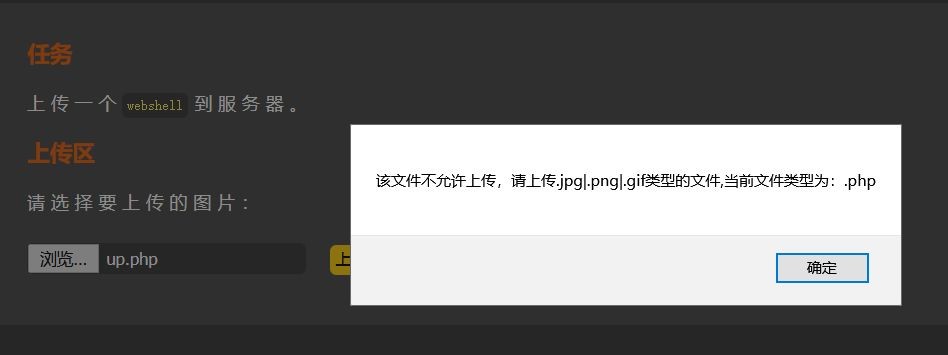 任务
上传一个 webshell 到服务器。
上传区
请选择要上传的图片：
浏览... up.php 上
该文件不允许上传，请上传.jpg|.png|.gif类型的文件,当前文件类型为：.php
确定